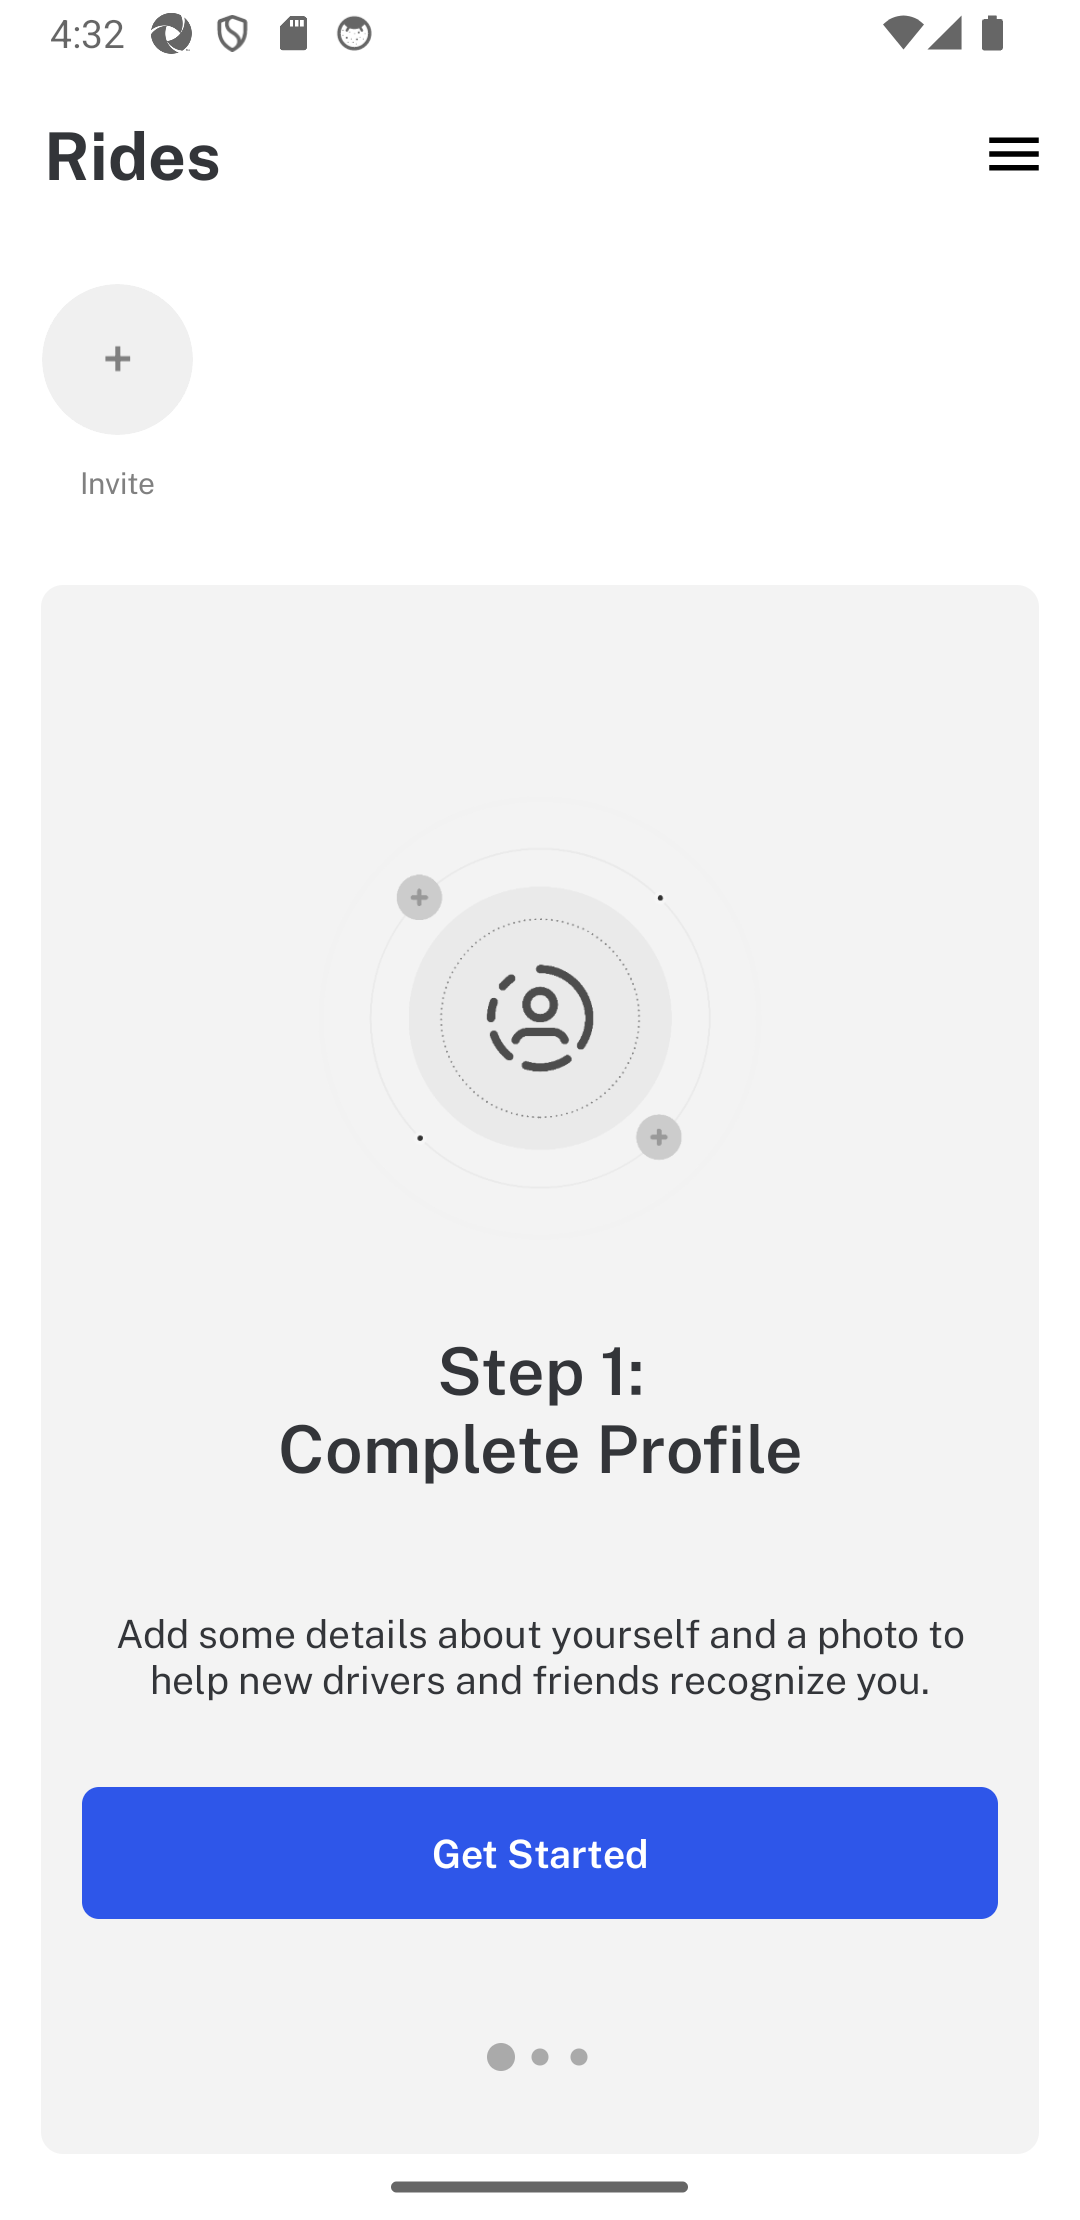 4:32
Rides
Invite
Step 1:
Complete Profile
Add some details about yourself and a photo to
help new drivers and friends recognize you.
Get Started